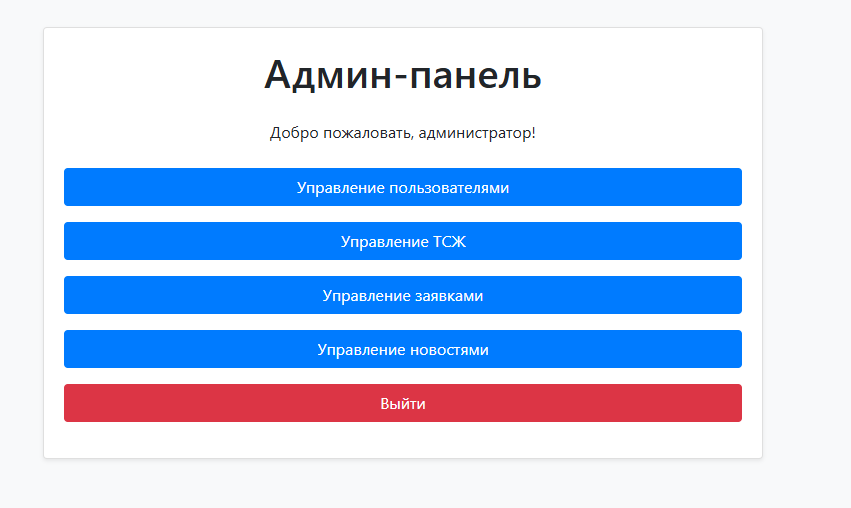 Админ-панель
Добро пожаловать, администратор!
Управление пользователями
Управление ТСЖ
Управление заявками
Управление новостями
Выйти